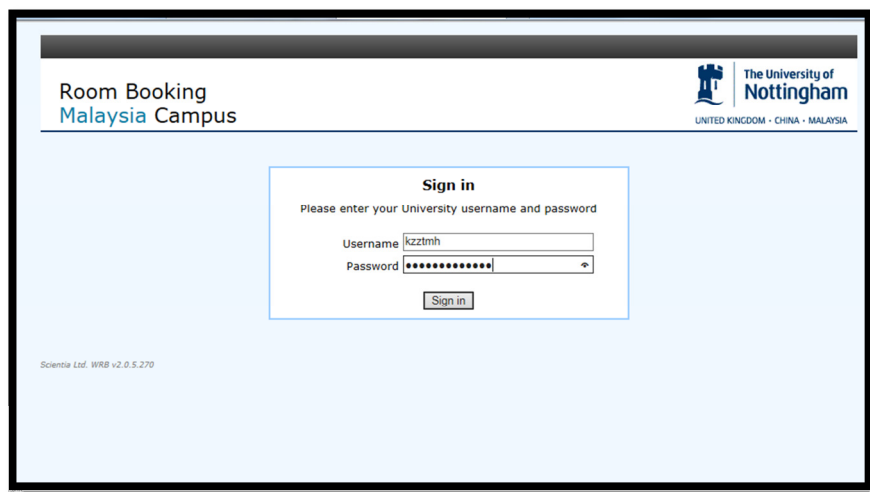 Room Booking
Malaysia Campus
The University of
Nottingham
UNITED KINGDOM · CHINA · MALAYSIA
Sign in
Please enter your University username and password
Username kzztmh
Password ●●●●●●●●●●●●●
Sign in
Scientia Ltd. WRB v2.0.5.270